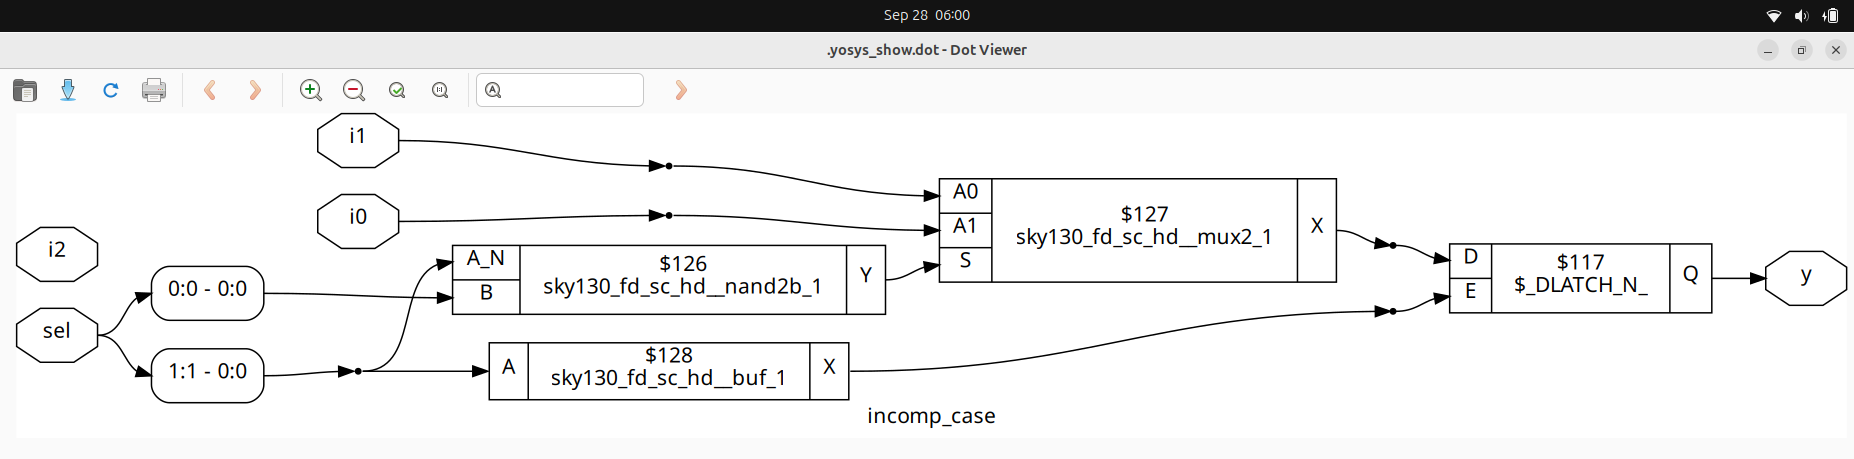 Sep 28 06:00
.yosys_show.dot - Dot Viewer
i1
i0
i2
sel
0:0 - 0:0
1:1 - 0:0
A_N
B
$126
sky130_fd_sc_hd__nand2b_1
Y
A
$128
sky130_fd_sc_hd__buf_1
X
A0
A1
S
$127
sky130_fd_sc_hd__mux2_1
X
D
E
$117
$_DLATCH_N_
Q
y
incomp_case